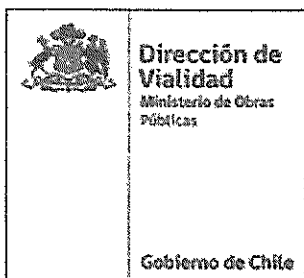 Dirección de
Vialidad
Ministerio de Obras
Públicas
Gobierno de Chile